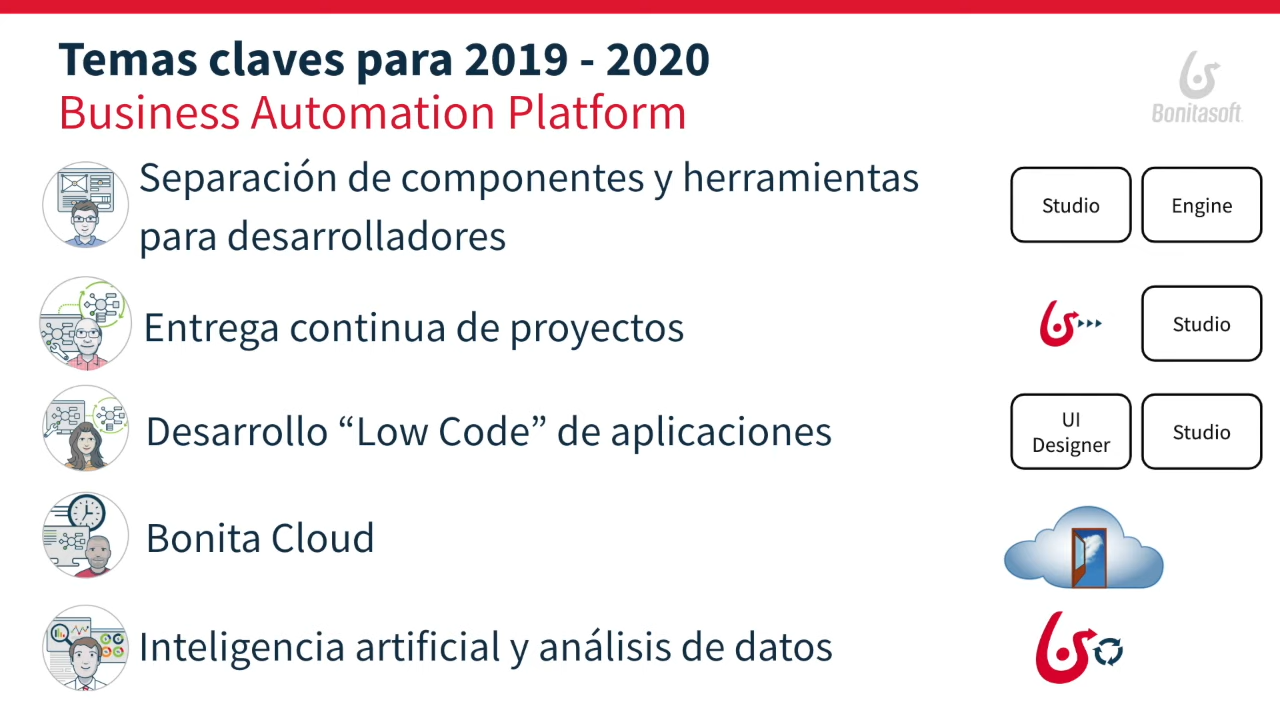 Temas claves para 2019 - 2020
Business Automation Platform
Bonitasoft
Separación de componentes y herramientas
para desarrolladores
Studio
Engine
Entrega continua de proyectos
Studio
Desarrollo “Low Code” de aplicaciones
UI
Designer
Studio
Bonita Cloud
Inteligencia artificial y análisis de datos